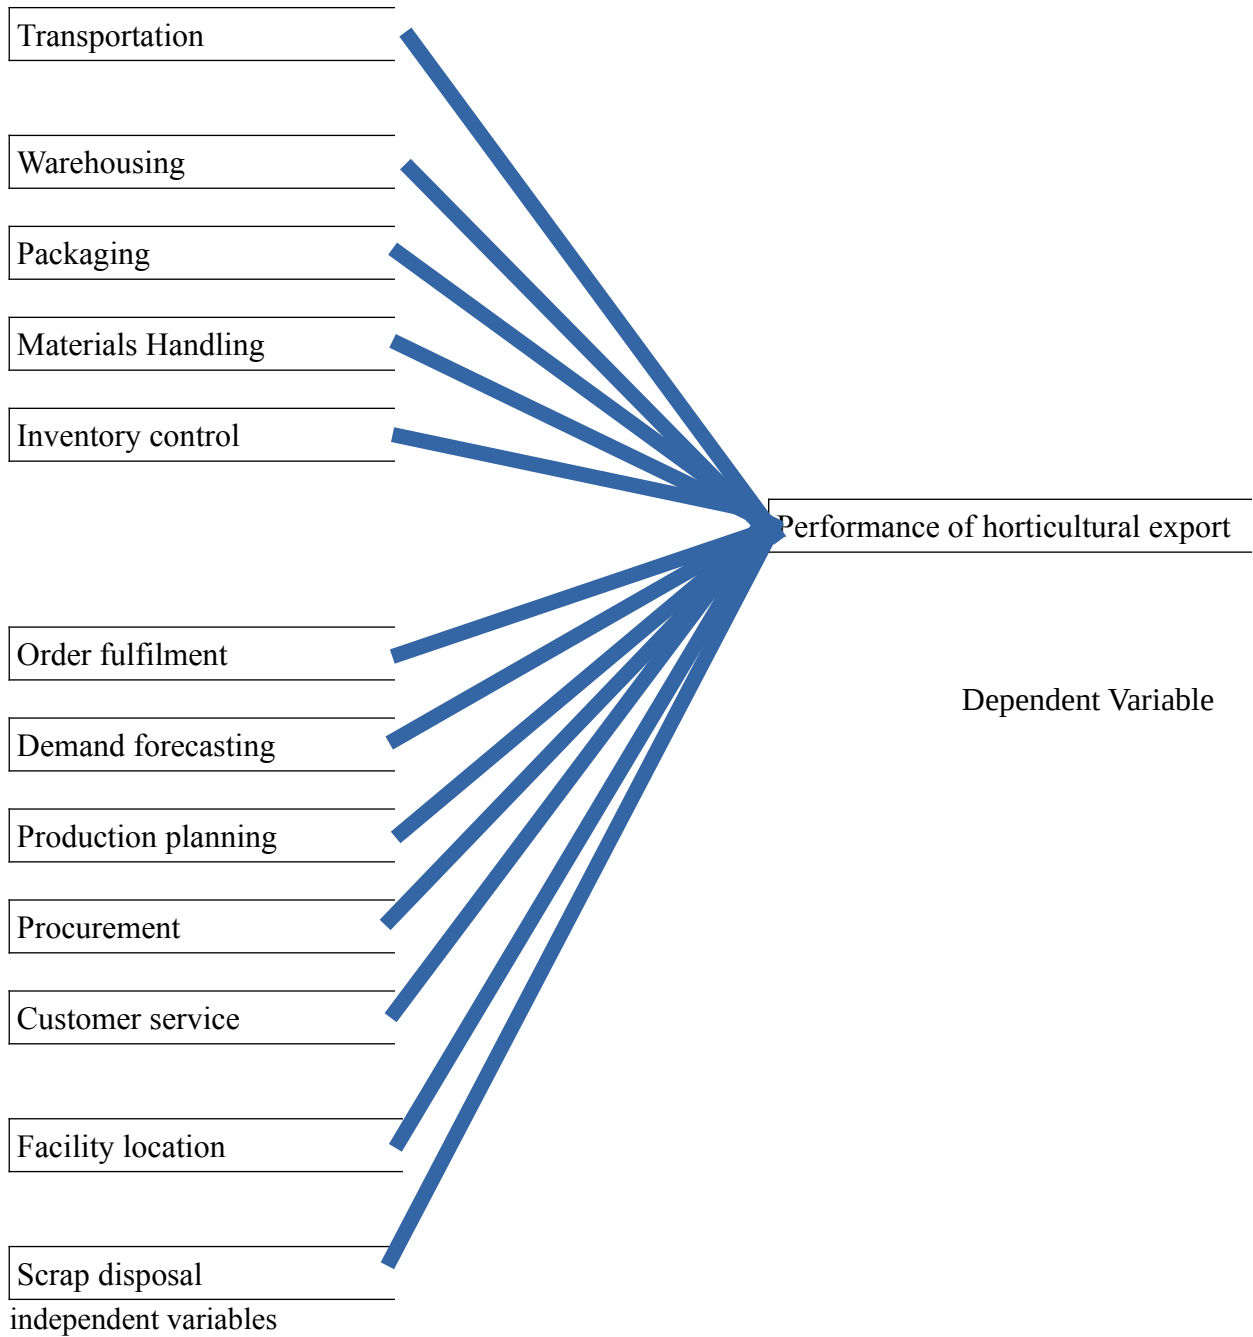 Transportation
Warehousing
Packaging
Materials Handling
Inventory control
Performance of horticultural export
Order fulfilment
Dependent Variable
Demand forecasting
Production planning
Procurement
Customer service
Facility location
Scrap disposal
independent variables